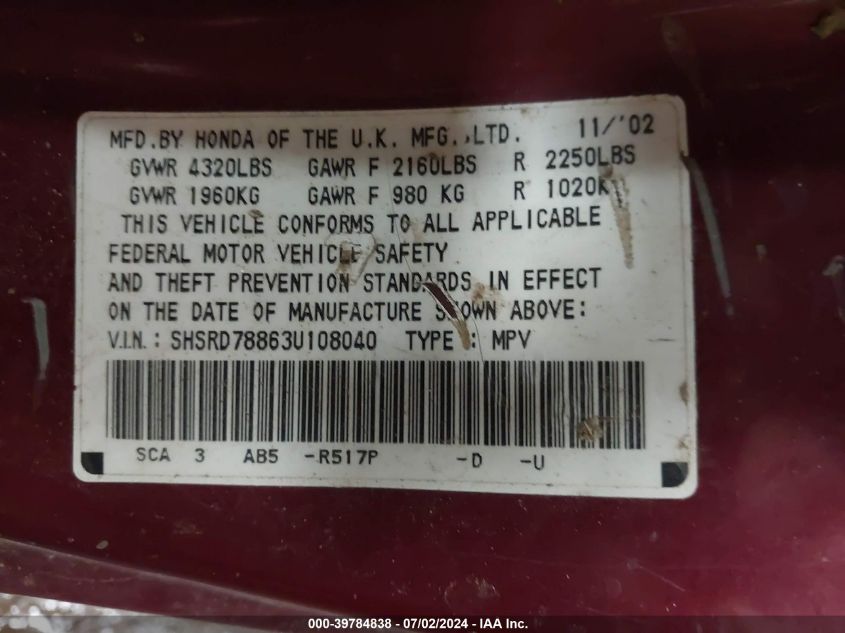 MFD.BY HONDA OF THE U.K. MFG.,LTD. 11/'02
GVWR 4320LBS GAWR F 2160LBS R 2250LBS
GVWR 1960KG GAWR F 980 KG R 1020KG
THIS VEHICLE CONFORMS TO ALL APPLICABLE
FEDERAL MOTOR VEHICLE SAFETY
AND THEFT PREVENTION STANDARDS IN EFFECT
ON THE DATE OF MANUFACTURE SHOWN ABOVE:
V.I.N.: SHSRD78863U108040 TYPE : MPV
SCA 3 AB5 -R517P -D -U
000-39784838 - 07/02/2024 - IAA Inc.